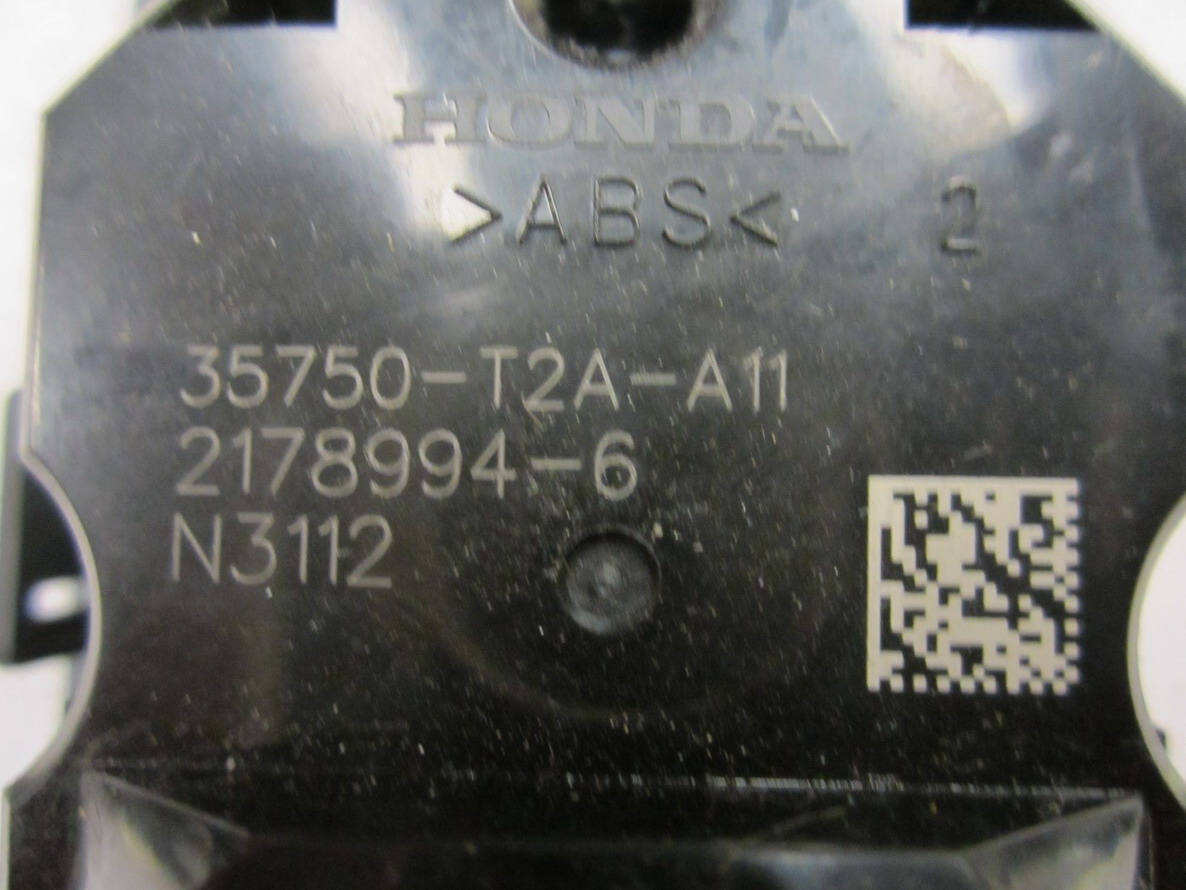 HONDA
>ABS< 2
35750-T2A-A11
2178994-6
N3112